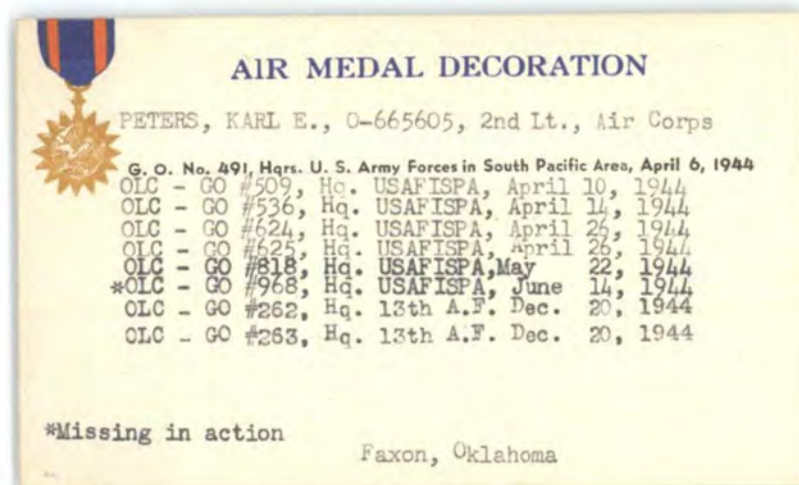 AIR MEDAL DECORATION
PETERS, KARL E., O-665605, 2nd Lt., Air Corps
G. O. No. 491, Hqrs. U. S. Army Forces in South Pacific Area, April 6, 1944
OLC - GO #509, Hq. USAFISPA, April 10, 1944
OLC - GO #536, Hq. USAFISPA, April 14, 1944
OLC - GO #624, Hq. USAFISPA, April 26, 1944
OLC - GO #625, Hq. USAFISPA, April 26, 1944
OLC - GO #818, Hq. USAFISPA,May 22, 1944
*OLC - GO #968, Hq. USAFISPA, June 14, 1944
OLC - GO #262, Hq. 13th A.F. Dec. 20, 1944
OLC - GO #263, Hq. 13th A.F. Dec. 20, 1944
*Missing in action
Faxon, Oklahoma